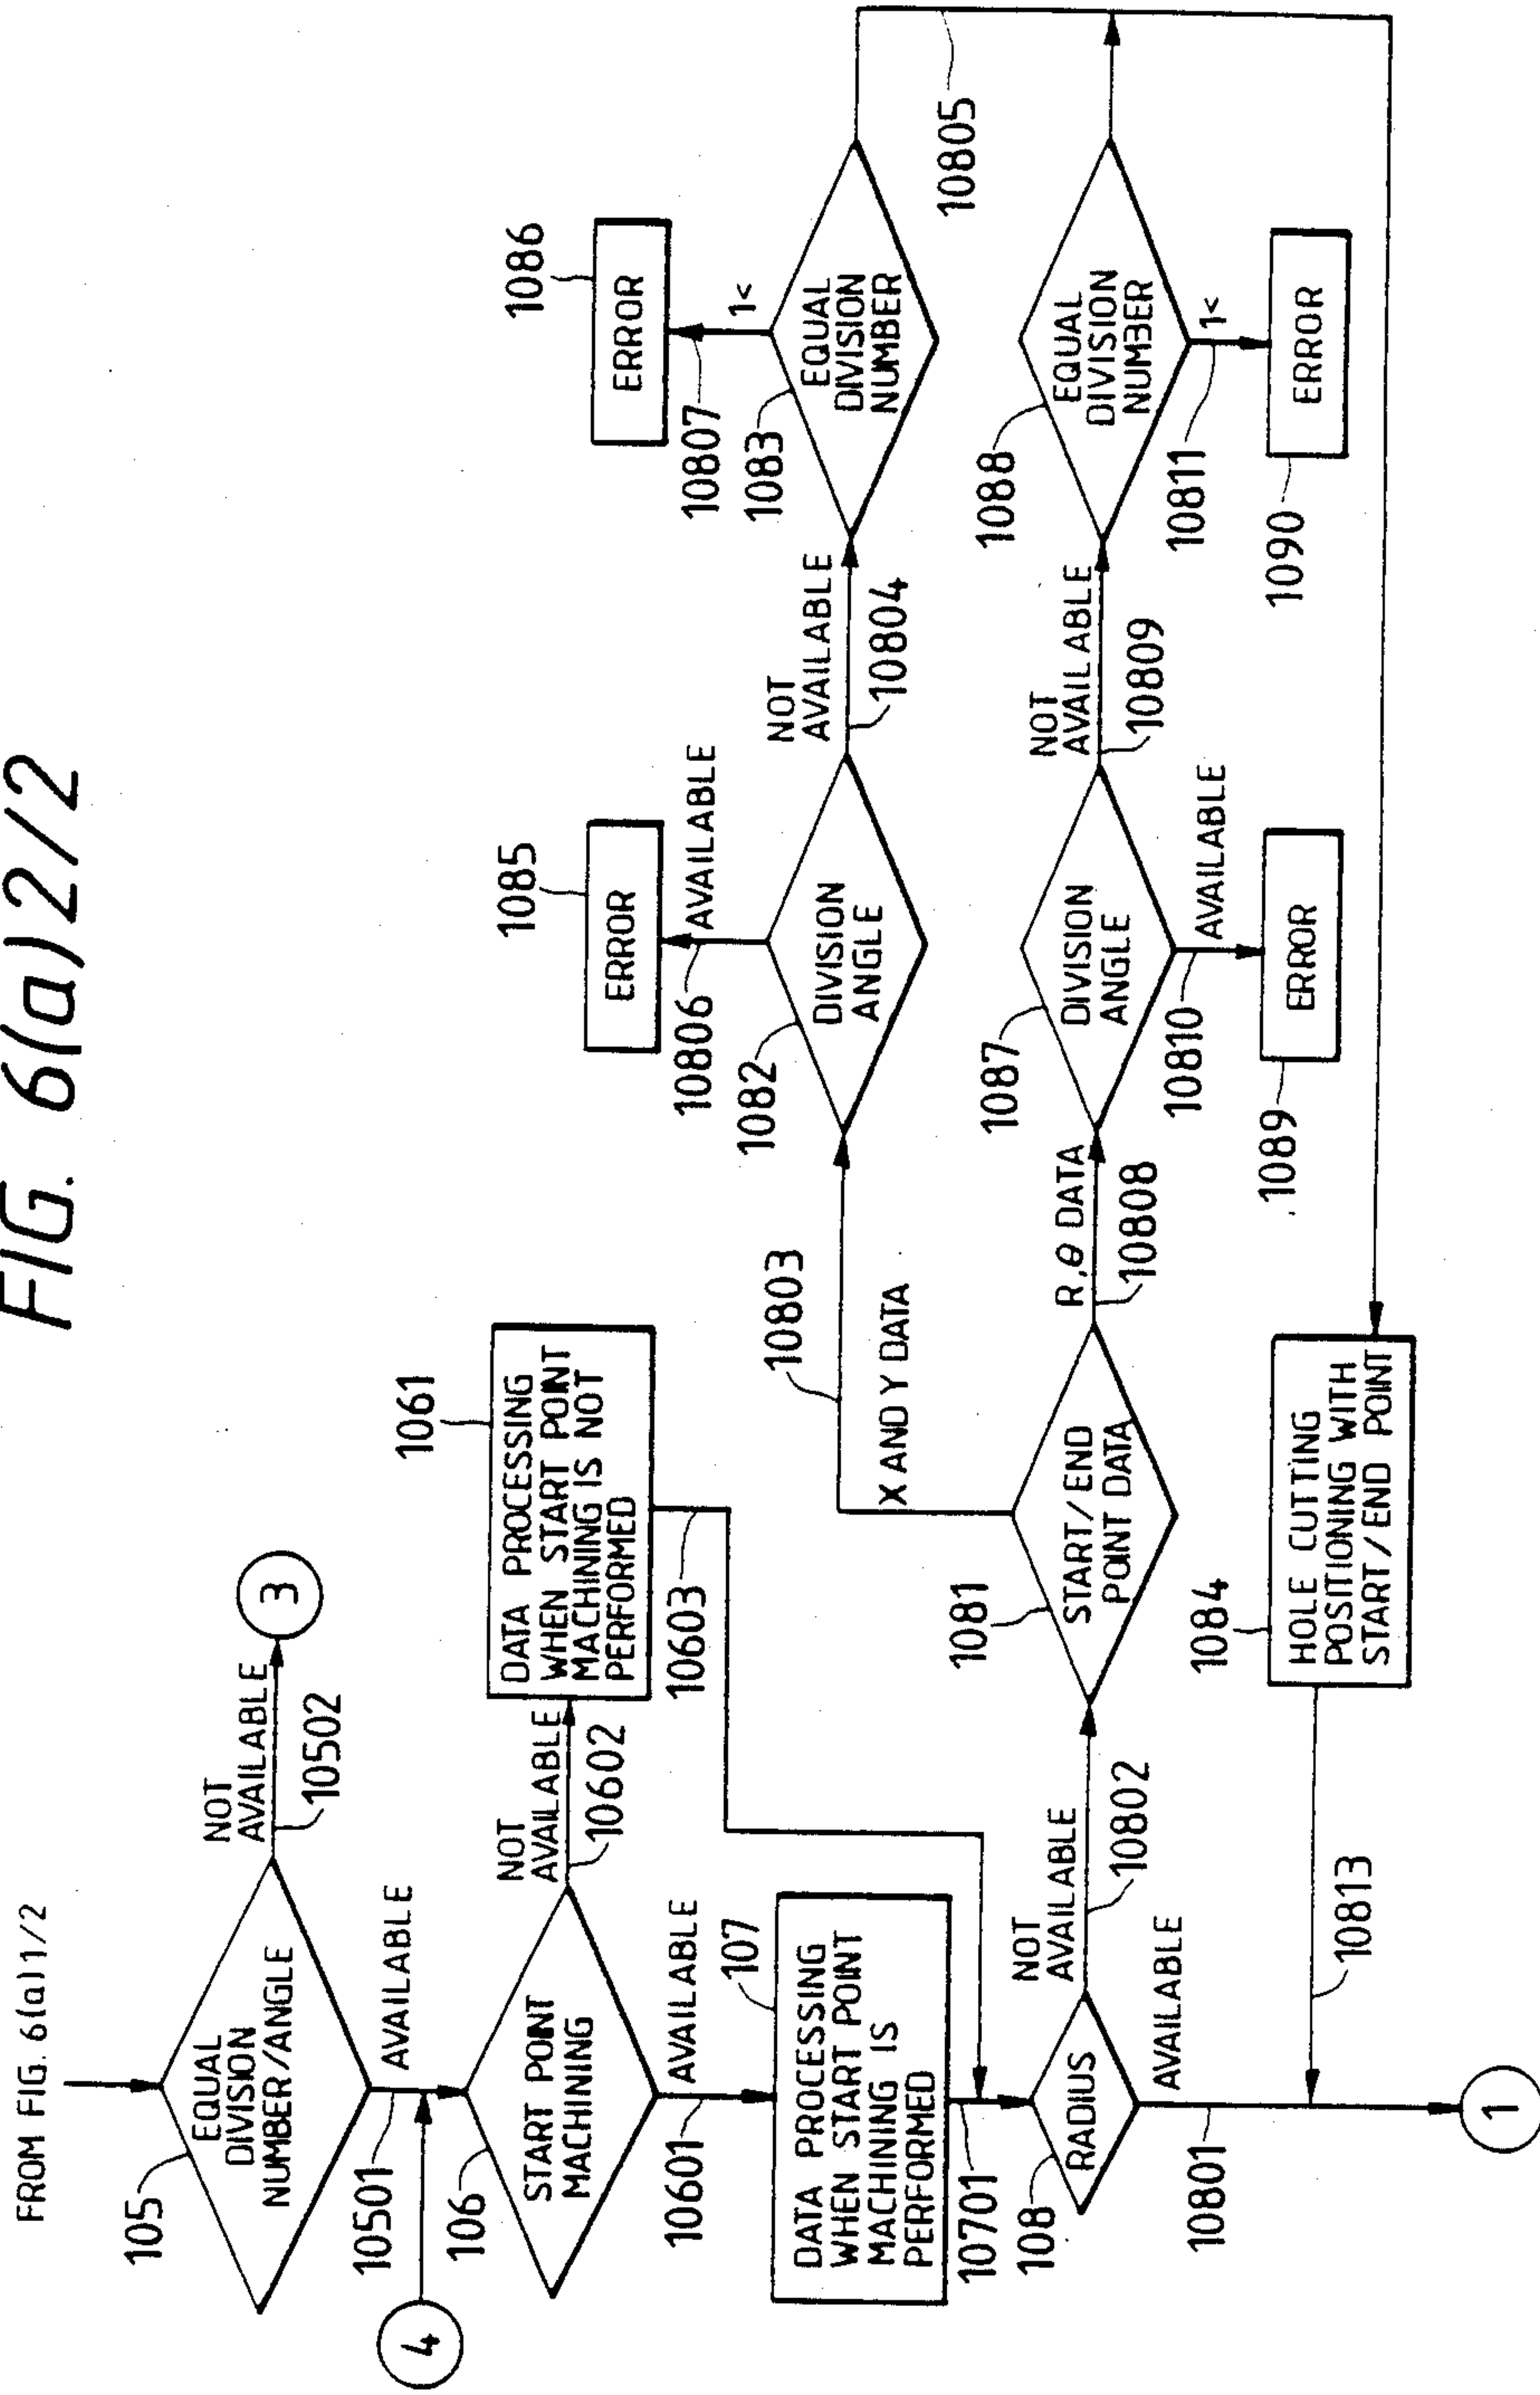 FIG. 6(a) 2/2
FROM FIG. 6(a) 1/2
105
EQUAL
DIVISION
NUMBER/ANGLE
NOT
AVAILABLE
10502
3
AVAILABLE
10501
4
106
START POINT
MACHINING
NOT
AVAILABLE
10602
1061
DATA PROCESSING
WHEN START POINT
MACHINING IS NOT
PERFORMED
10603
AVAILABLE
10601
107
DATA PROCESSING
WHEN START POINT
MACHINING IS
PERFORMED
10701
108
RADIUS
NOT
AVAILABLE
10802
AVAILABLE
10801
1
1081
START/END
POINT DATA
X AND Y DATA
10803
R,θ DATA
10808
1082
DIVISION
ANGLE
AVAILABLE
10806
1085
ERROR
NOT
AVAILABLE
10804
1083
EQUAL
DIVISION
NUMBER
1<
10807
1086
ERROR
10805
1087
DIVISION
ANGLE
AVAILABLE
10810
1089
ERROR
NOT
AVAILABLE
10809
1088
EQUAL
DIVISION
NUMBER
1<
10811
1090
ERROR
1084
HOLE CUTTING
POSITIONING WITH
START/END POINT
10813